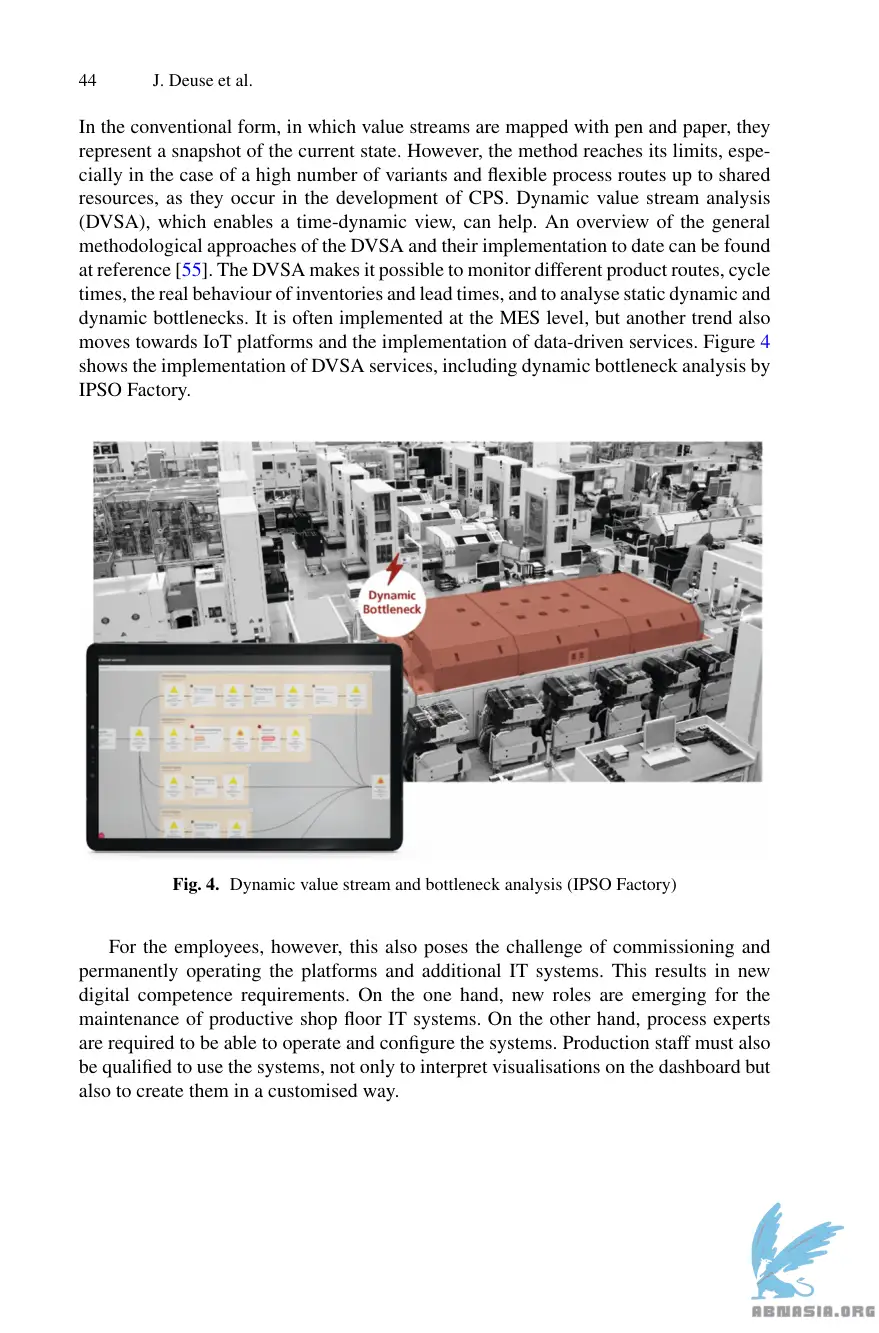 44 J. Deuse et al.
In the conventional form, in which value streams are mapped with pen and paper, they
represent a snapshot of the current state. However, the method reaches its limits, espe-
cially in the case of a high number of variants and flexible process routes up to shared
resources, as they occur in the development of CPS. Dynamic value stream analysis
(DVSA), which enables a time-dynamic view, can help. An overview of the general
methodological approaches of the DVSA and their implementation to date can be found
at reference [55]. The DVSA makes it possible to monitor different product routes, cycle
times, the real behaviour of inventories and lead times, and to analyse static dynamic and
dynamic bottlenecks. It is often implemented at the MES level, but another trend also
moves towards IoT platforms and the implementation of data-driven services. Figure 4
shows the implementation of DVSA services, including dynamic bottleneck analysis by
IPSO Factory.
Dynamic
Bottleneck
Fig. 4. Dynamic value stream and bottleneck analysis (IPSO Factory)
For the employees, however, this also poses the challenge of commissioning and
permanently operating the platforms and additional IT systems. This results in new
digital competence requirements. On the one hand, new roles are emerging for the
maintenance of productive shop floor IT systems. On the other hand, process experts
are required to be able to operate and configure the systems. Production staff must also
be qualified to use the systems, not only to interpret visualisations on the dashboard but
also to create them in a customised way.
ABNASIA.ORG